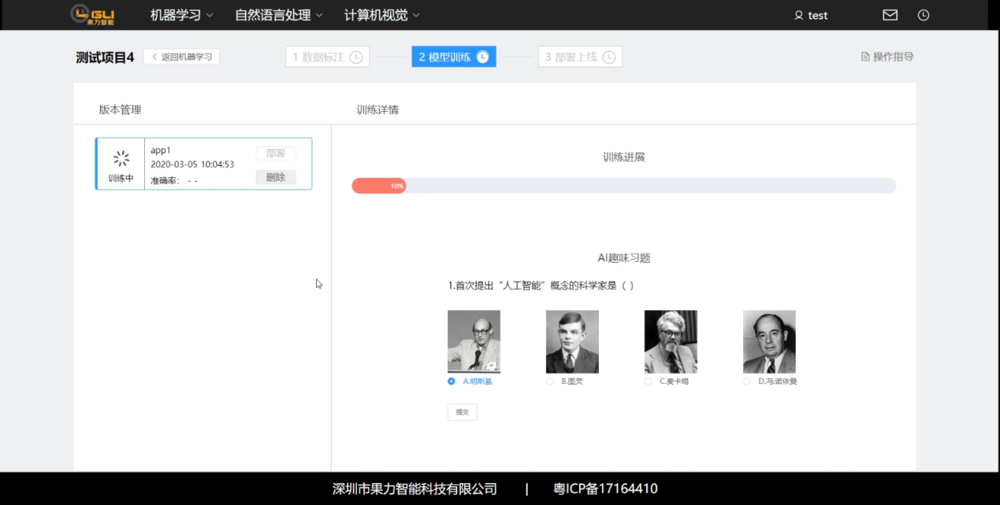 GLI 果力智能
机器学习 自然语言处理 计算机视觉 test
测试项目4 返回机器学习 1 数据标注 2 模型训练 3 部署上线 操作指导
版本管理 训练详情
训练中
app1 部署
2020-03-05 10:04:53
准确率： - - 删除
训练进展
10%
AI趣味习题
1.首次提出“人工智能”概念的科学家是（ ）
A.明斯基 B.图灵 C.麦卡锡 D.冯.诺依曼
提交
深圳市果力智能科技有限公司 | 粤ICP备17164410